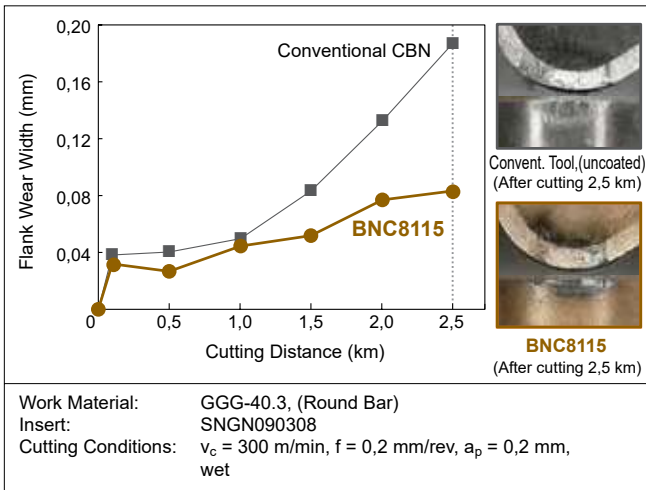 0,20
0,16
0,12
0,08
0,04
0
0,5
1,0
1,5
2,0
2,5
Flank Wear Width (mm)
Cutting Distance (km)
Conventional CBN
BNC8115
Convent. Tool,(uncoated)
(After cutting 2,5 km)
BNC8115
(After cutting 2,5 km)
Work Material: GGG-40.3, (Round Bar)
Insert: SNGN090308
Cutting Conditions: vc = 300 m/min, f = 0,2 mm/rev, ap = 0,2 mm,
wet